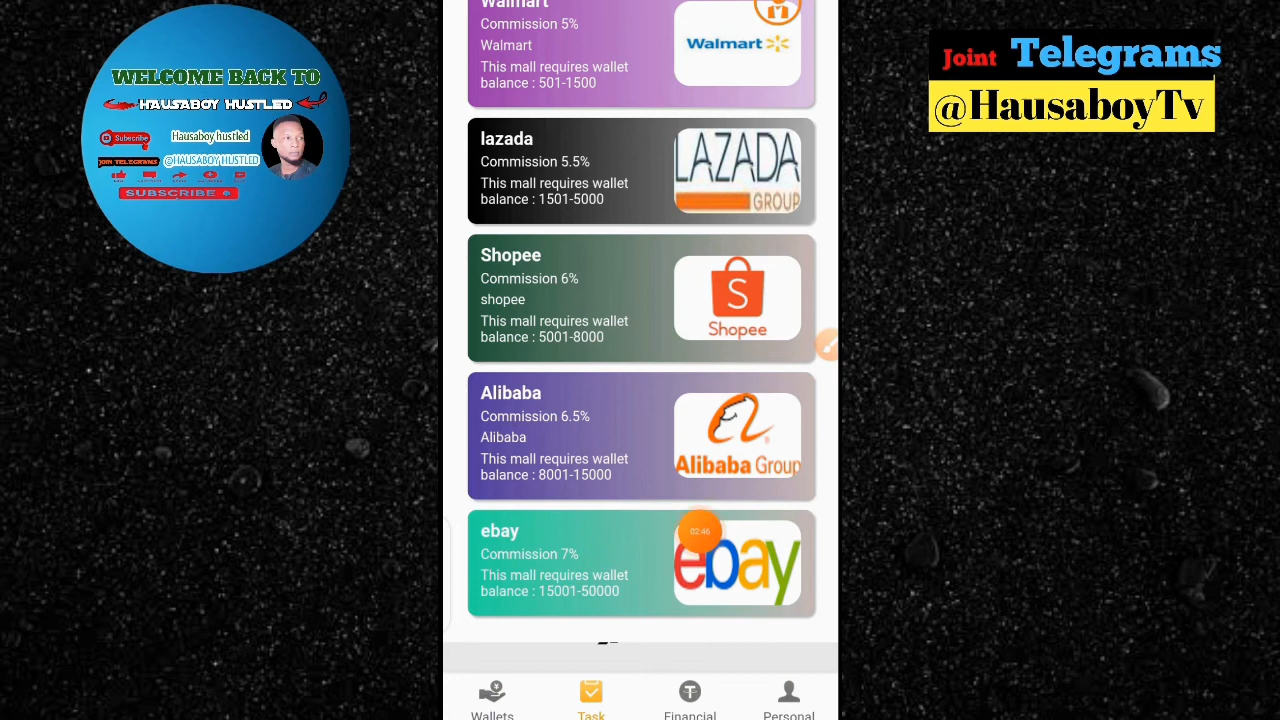 WELCOME BACK TO
HAUSABOY HUSTLED
Subscribe
Hausaboy hustled
JOIN TELEGRAMS
@HAUSABOY HUSTLED
SUBSCRIBE
Joint Telegrams
@HausaboyTv
Walmart
Commission 5%
Walmart
This mall requires wallet
balance : 501-1500
Walmart
lazada
Commission 5.5%
This mall requires wallet
balance : 1501-5000
LAZADA
GROUP
Shopee
Commission 6%
shopee
This mall requires wallet
balance : 5001-8000
S
Shopee
Alibaba
Commission 6.5%
Alibaba
This mall requires wallet
balance : 8001-15000
Alibaba Group
ebay
Commission 7%
This mall requires wallet
balance : 15001-50000
02:46
ebay
Wallets
Task
Financial
Personal